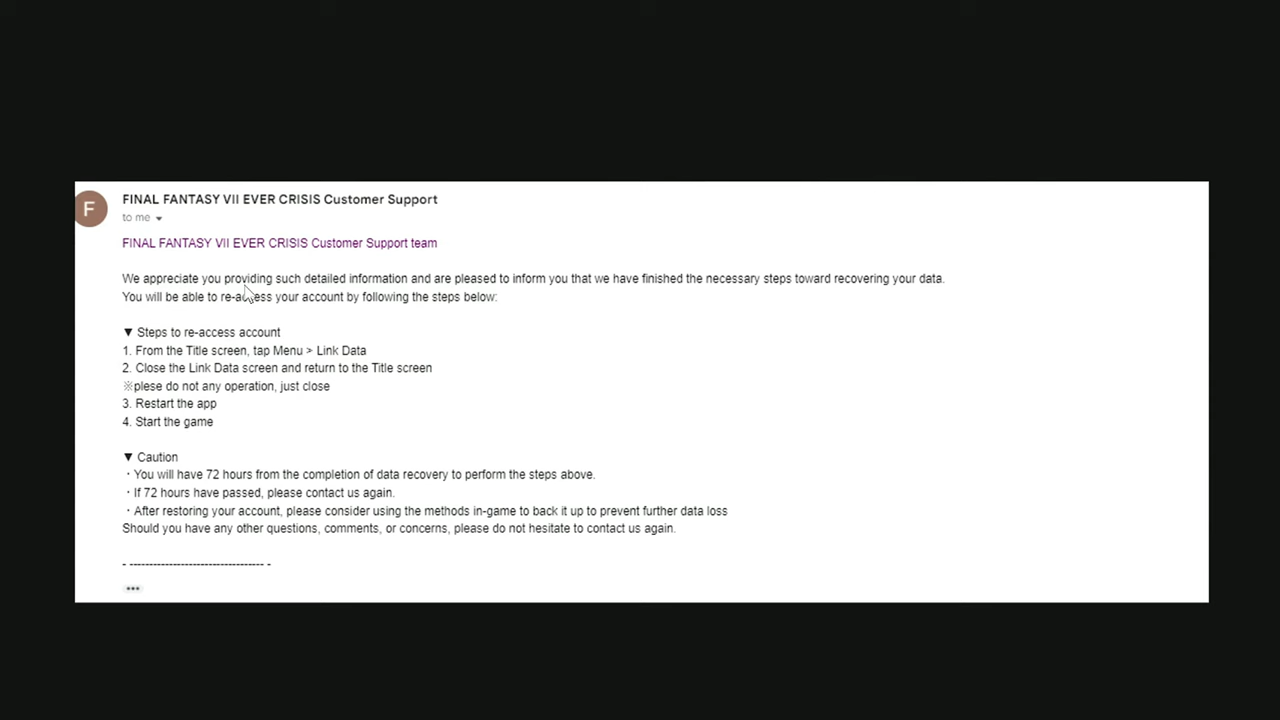 F
FINAL FANTASY VII EVER CRISIS Customer Support
to me
FINAL FANTASY VII EVER CRISIS Customer Support team
We appreciate you providing such detailed information and are pleased to inform you that we have finished the necessary steps toward recovering your data.
You will be able to re-access your account by following the steps below:
▼ Steps to re-access account
1. From the Title screen, tap Menu > Link Data
2. Close the Link Data screen and return to the Title screen
※plese do not any operation, just close
3. Restart the app
4. Start the game
▼ Caution
・You will have 72 hours from the completion of data recovery to perform the steps above.
・If 72 hours have passed, please contact us again.
・After restoring your account, please consider using the methods in-game to back it up to prevent further data loss
Should you have any other questions, comments, or concerns, please do not hesitate to contact us again.
- ---------------------------------- -
•••